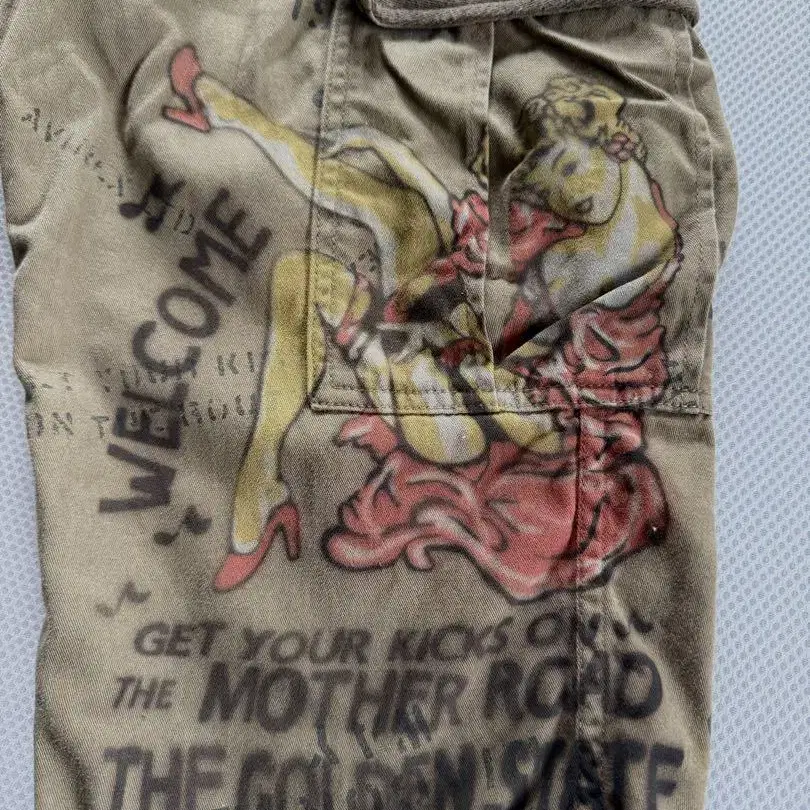 WELCOME
GET YOUR KICKS ON
THE MOTHER ROAD
THE GOLDEN STATE